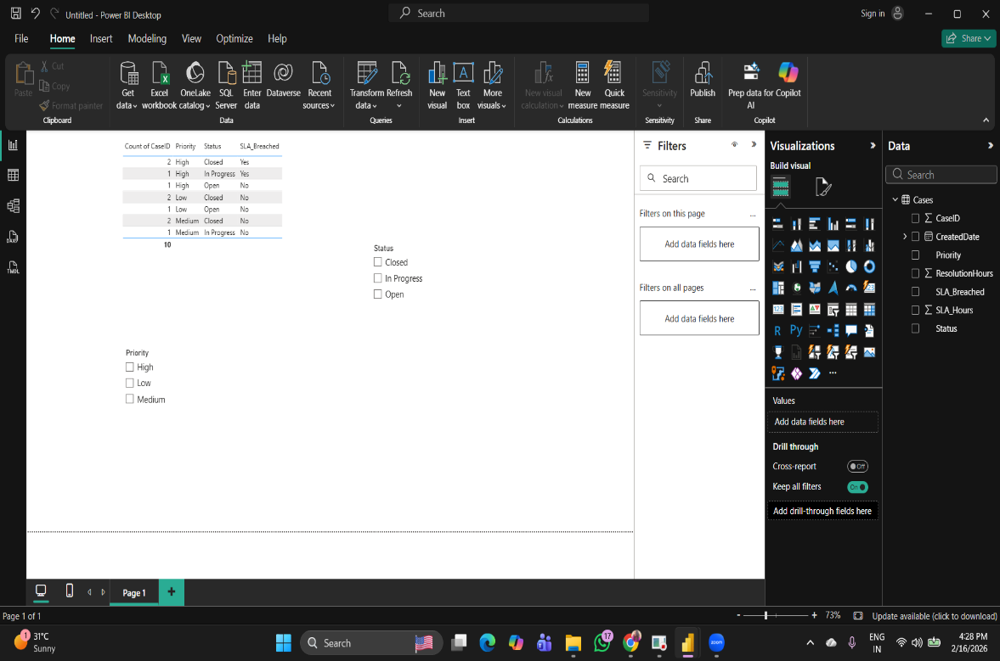 Untitled - Power BI Desktop
Search
Sign in
File Home Insert Modeling View Optimize Help
Share
Paste
Cut
Copy
Format painter
Clipboard
Get data
Excel workbook
OneLake catalog
SQL Server
Enter data
Dataverse
Recent sources
Data
Transform data
Refresh
Queries
New visual
Text box
More visuals
Insert
New visual calculation
New measure
Quick measure
Calculations
Sensitivity
Sensitivity
Publish
Share
Prep data for AI
Copilot
Copilot
Count of CaseID Priority Status SLA_Breached
2 High Closed Yes
1 High In Progress Yes
1 High Open No
2 Low Closed No
1 Low Open No
2 Medium Closed No
1 Medium In Progress No
10
Status
Closed
In Progress
Open
Priority
High
Low
Medium
Filters
Search
Filters on this page ...
Add data fields here
Filters on all pages ...
Add data fields here
Visualizations
Build visual
123
R Py
...
Values
Add data fields here
Drill through
Cross-report Off
Keep all filters On
Add drill-through fields here
Data
Search
Cases
CaseID
CreatedDate
Priority
ResolutionHours
SLA_Breached
SLA_Hours
Status
DAX
TMDL
Page 1
+
Page 1 of 1
- + 73%
Update available (click to download)
1
31°C
Sunny
Search
17
zoom
ENG
IN
4:28 PM
2/16/2026